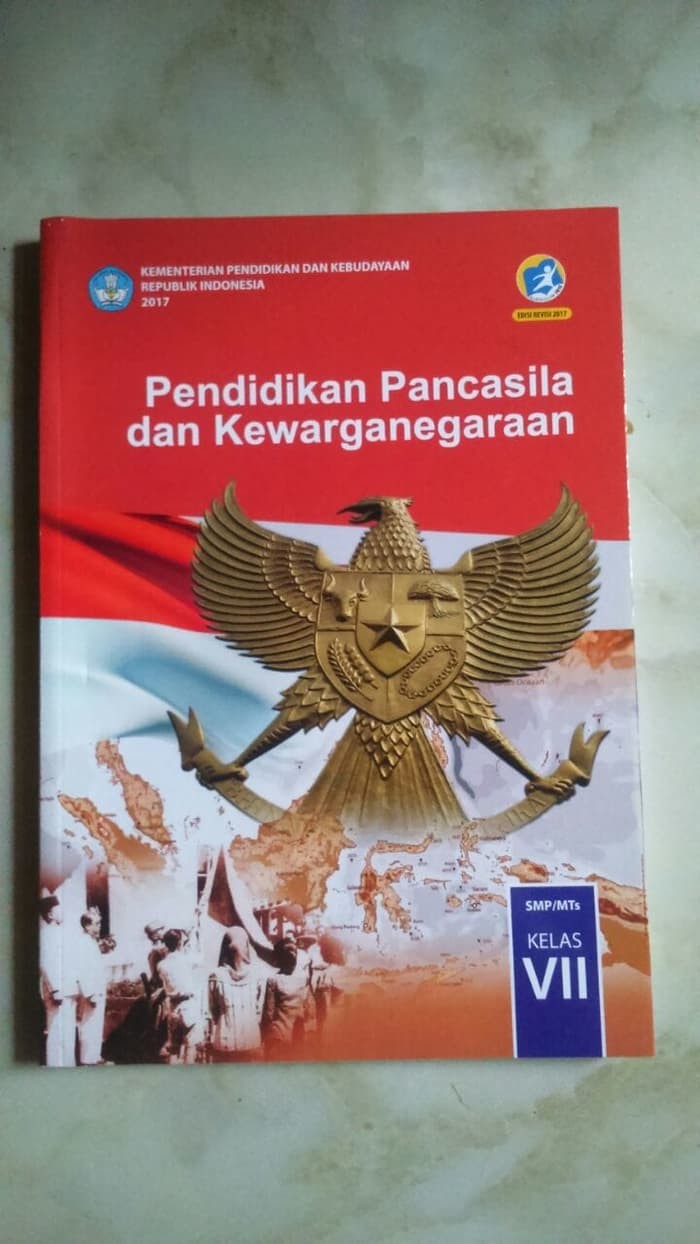 KEMENTERIAN PENDIDIKAN DAN KEBUDAYAAN
REPUBLIK INDONESIA
2017
EDISI REVISI 2017
Pendidikan Pancasila
dan Kewarganegaraan
SMP/MTs
KELAS
VII